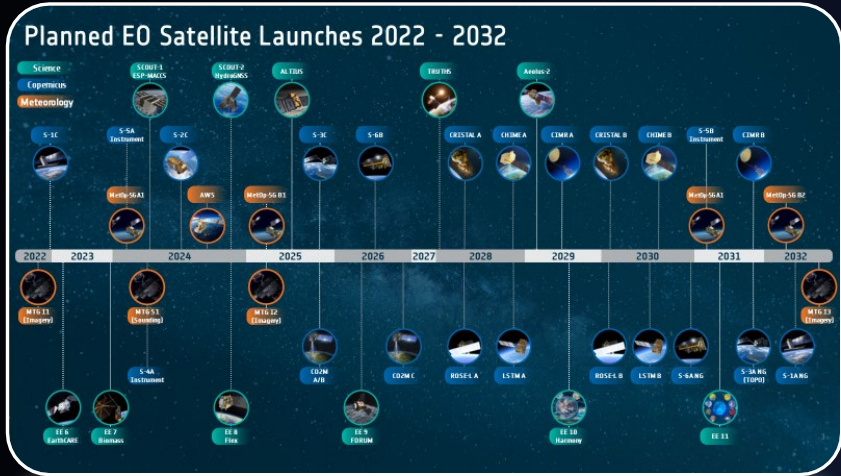 Planned EO Satellite Launches 2022 - 2032
Science
Copernicus
Meteorology
SCOUT-1
ESP-MACCS
SCOUT-2
HydroGNSS
ALTIUS
TRUTHS
Aeolus-2
S-1C
S-5A
Instrument
S-2C
S-3C
S-6B
CRISTAL A
CHIME A
CIMR A
CRISTAL B
CHIME B
S-5B
Instrument
CIMR B
MetOp-SG A1
AWS
MetOp-SG B1
MetOp-SG A1
MetOp-SG B2
2022
2023
2024
2025
2026
2027
2028
2029
2030
2031
2032
MTG I1
(Imagery)
MTG S1
(Sounding)
MTG I2
(Imagery)
MTG I3
(Imagery)
S-4A
Instrument
CO2M
A/B
CO2M C
ROSE-L A
LSTM A
ROSE-L B
LSTM B
S-6A NG
S-3A NG
(TOPO)
S-1A NG
EE 6
EarthCARE
EE 7
Biomass
EE 8
Flex
EE 9
FORUM
EE 10
Harmony
EE 11